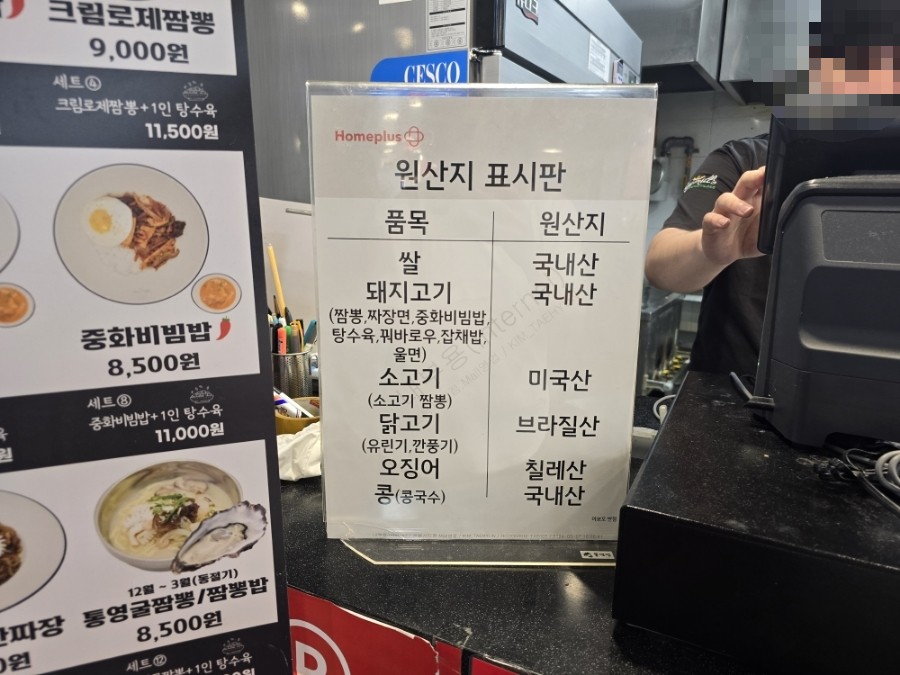 크림로제짬뽕
9,000원
세트④
크림로제짬뽕+1인 탕수육
11,500원
중화비빔밥
8,500원
세트⑧
중화비빔밥+1인 탕수육
11,000원
12월 ~ 3월(동절기)
통영굴짬뽕/짬뽕밥
8,500원
짜장
원
세트⑫
+1인 탕수육
CESCO
Homeplus
원산지 표시판
품목 원산지
쌀 국내산
돼지고기 국내산
(짬뽕,짜장면,중화비빔밥,
탕수육,꿔바로우,잡채밥,
울면)
소고기 미국산
(소고기 짬뽕)
닭고기 브라질산
(유린기,깐풍기)
오징어 칠레산
콩(콩국수) 국내산